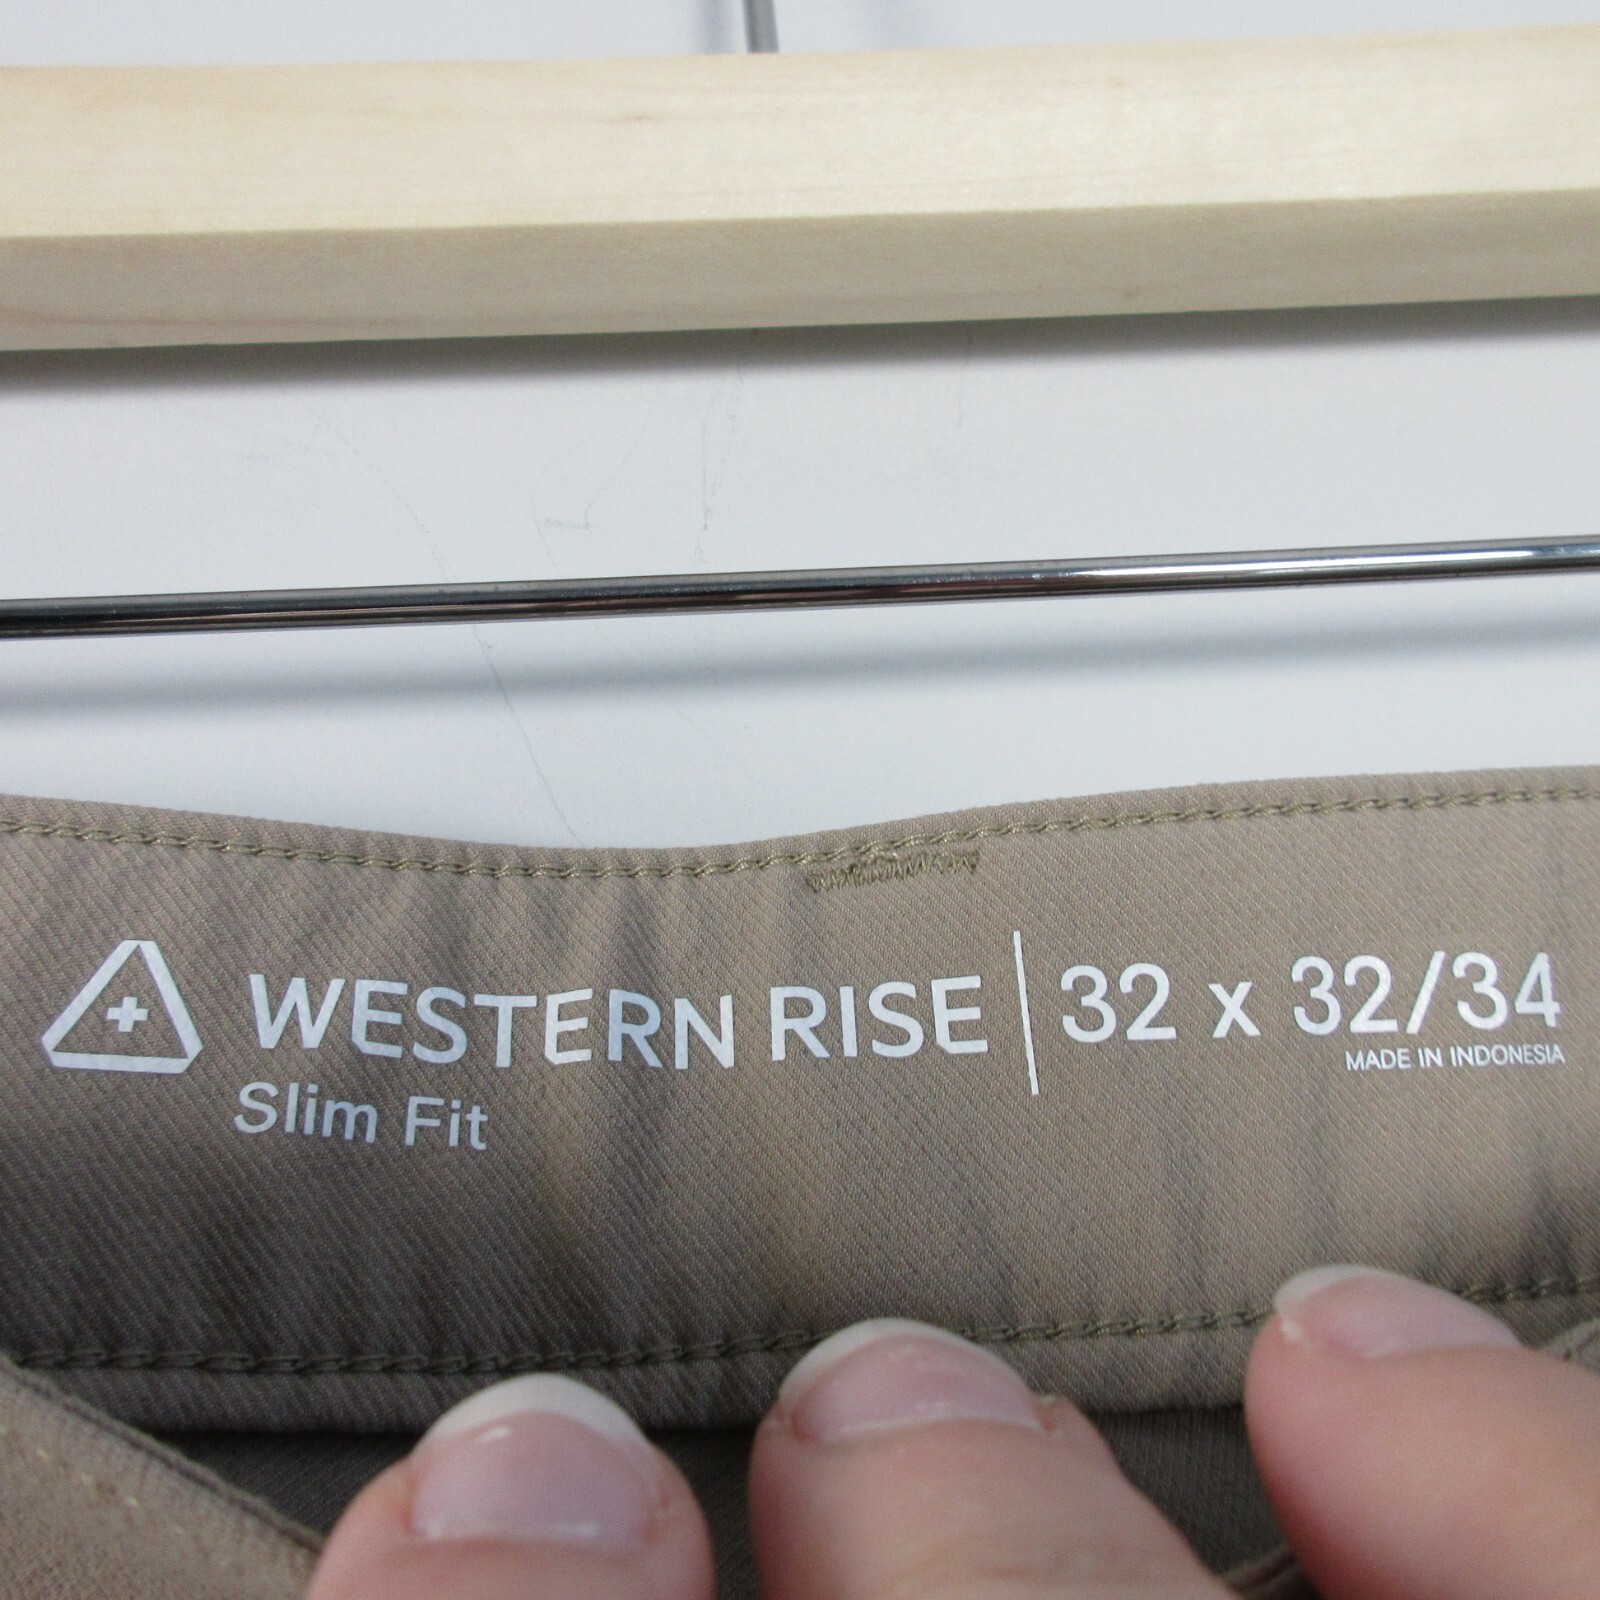 WESTERN RISE | 32 x 32/34
MADE IN INDONESIA
Slim Fit